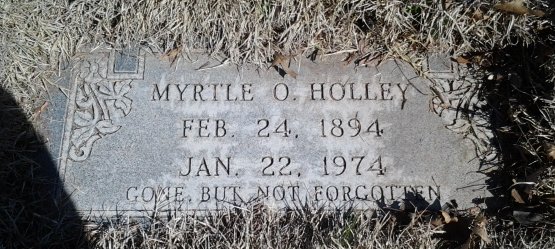 MYRTLE O. HOLLEY
FEB. 24, 1894
JAN. 22, 1974
GONE, BUT NOT FORGOTTEN